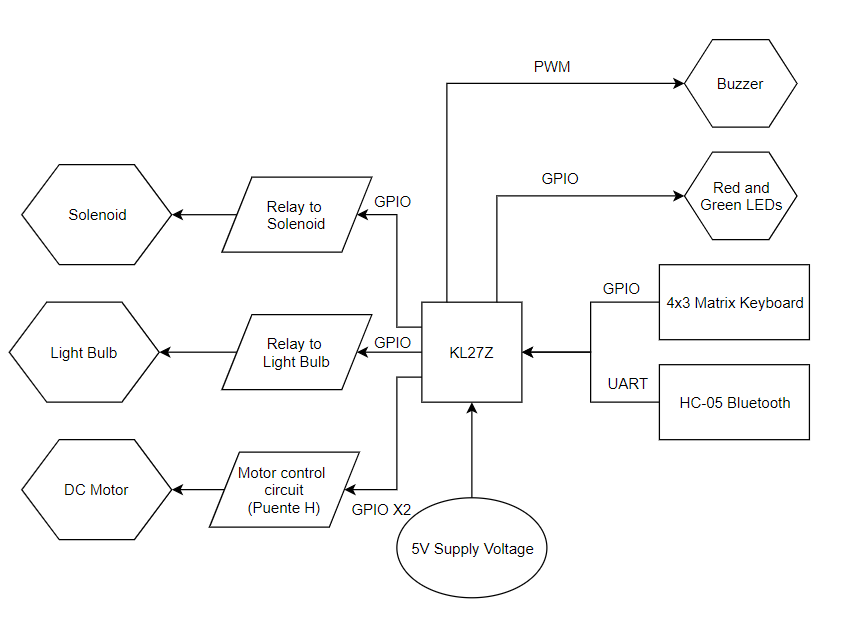 PWM
Buzzer
GPIO
Red and
Green LEDs
Solenoid
Relay to
Solenoid
GPIO
GPIO
4x3 Matrix Keyboard
Light Bulb
Relay to
Light Bulb
GPIO
KL27Z
UART
HC-05 Bluetooth
DC Motor
Motor control
circuit
(Puente H)
GPIO X2
5V Supply Voltage